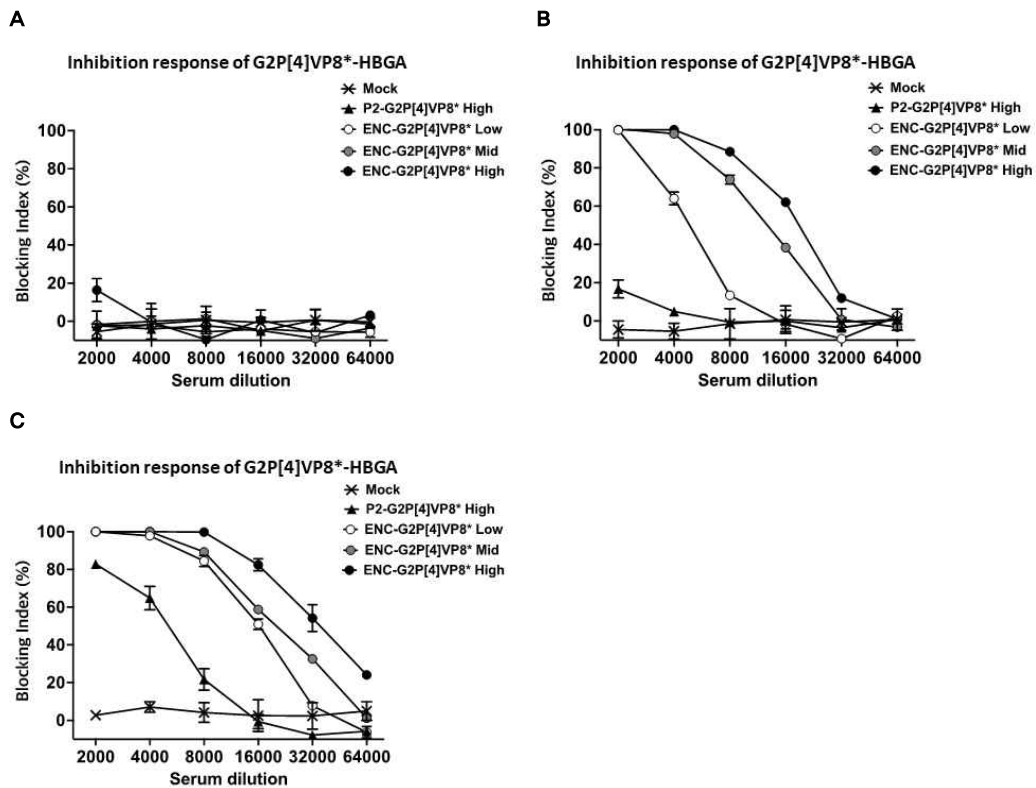 A
Inhibition response of G2P[4]VP8*-HBGA
Mock
P2-G2P[4]VP8* High
ENC-G2P[4]VP8* Low
ENC-G2P[4]VP8* Mid
ENC-G2P[4]VP8* High
Blocking Index (%)
100
80
60
40
20
0
2000 4000 8000 16000 32000 64000
Serum dilution
B
Inhibition response of G2P[4]VP8*-HBGA
Mock
P2-G2P[4]VP8* High
ENC-G2P[4]VP8* Low
ENC-G2P[4]VP8* Mid
ENC-G2P[4]VP8* High
Blocking Index (%)
100
80
60
40
20
0
2000 4000 8000 16000 32000 64000
Serum dilution
C
Inhibition response of G2P[4]VP8*-HBGA
Mock
P2-G2P[4]VP8* High
ENC-G2P[4]VP8* Low
ENC-G2P[4]VP8* Mid
ENC-G2P[4]VP8* High
Blocking Index (%)
100
80
60
40
20
0
2000 4000 8000 16000 32000 64000
Serum dilution